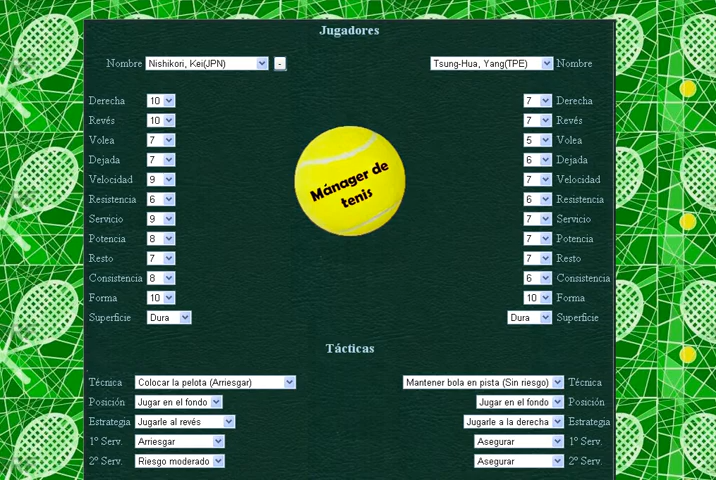 Jugadores
Nombre Nishikori, Kei(JPN) - Tsung-Hua, Yang(TPE) Nombre
Derecha 10 7 Derecha
Revés 10 7 Revés
Volea 7 5 Volea
Dejada 7 6 Dejada
Velocidad 9 7 Velocidad
Resistencia 6 6 Resistencia
Servicio 9 7 Servicio
Potencia 8 7 Potencia
Resto 7 7 Resto
Consistencia 8 6 Consistencia
Forma 10 10 Forma
Superficie Dura Dura Superficie
Mánager de
tenis
Tácticas
Técnica Colocar la pelota (Arriesgar) Mantener bola en pista (Sin riesgo) Técnica
Posición Jugar en el fondo Jugar en el fondo Posición
Estrategia Jugarle al revés Jugarle a la derecha Estrategia
1º Serv. Arriesgar Asegurar 1º Serv.
2º Serv. Riesgo moderado Asegurar 2º Serv.